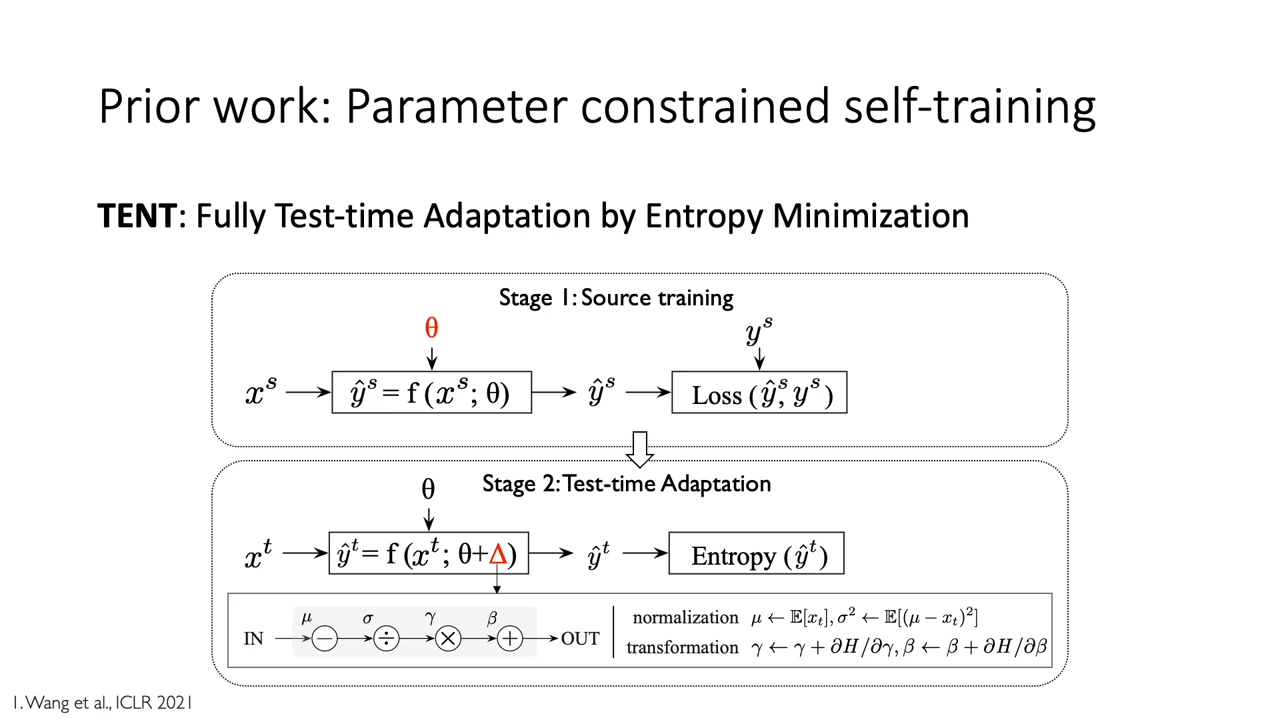 Prior work: Parameter constrained self-training
TENT: Fully Test-time Adaptation by Entropy Minimization
Stage 1: Source training
θ
y^s
x^s
ŷ^s = f (x^s; θ)
ŷ^s
Loss (ŷ^s, y^s)
Stage 2: Test-time Adaptation
θ
x^t
ŷ^t = f (x^t; θ+Δ)
ŷ^t
Entropy (ŷ^t)
μ σ γ β
IN − ÷ × + OUT
normalization μ ← 𝔼[x_t], σ² ← 𝔼[(μ − x_t)²]
transformation γ ← γ + ∂H/∂γ, β ← β + ∂H/∂β
1. Wang et al., ICLR 2021